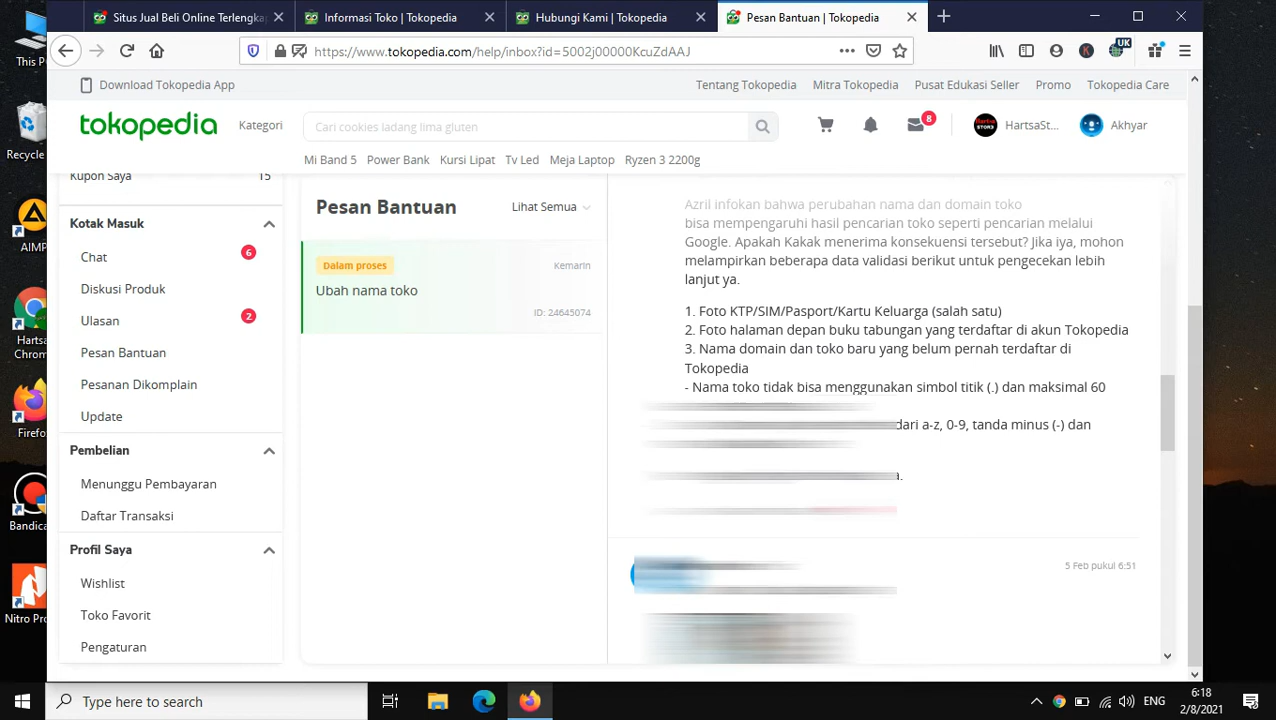 Situs Jual Beli Online Terlengka
Informasi Toko | Tokopedia
Hubungi Kami | Tokopedia
Pesan Bantuan | Tokopedia
https://www.tokopedia.com/help/inbox?id=5002j00000KcuZdAAJ
UK
K
This P
Download Tokopedia App
Tentang Tokopedia
Mitra Tokopedia
Pusat Edukasi Seller
Promo
Tokopedia Care
tokopedia
Kategori
Cari cookies ladang lima gluten
8
HartsaSt...
Akhyar
Mi Band 5
Power Bank
Kursi Lipat
Tv Led
Meja Laptop
Ryzen 3 2200g
Recycle
AIMP
Hartsa
Chrom
Firefo
Bandica
Nitro Pro
Kupon Saya
15
Kotak Masuk
Chat
6
Diskusi Produk
Ulasan
2
Pesan Bantuan
Pesanan Dikomplain
Update
Pembelian
Menunggu Pembayaran
Daftar Transaksi
Profil Saya
Wishlist
Toko Favorit
Pengaturan
Pesan Bantuan
Lihat Semua
Dalam proses
Kemarin
Ubah nama toko
ID: 24645074
Azril infokan bahwa perubahan nama dan domain toko
bisa mempengaruhi hasil pencarian toko seperti pencarian melalui
Google. Apakah Kakak menerima konsekuensi tersebut? Jika iya, mohon
melampirkan beberapa data validasi berikut untuk pengecekan lebih
lanjut ya.
1. Foto KTP/SIM/Pasport/Kartu Keluarga (salah satu)
2. Foto halaman depan buku tabungan yang terdaftar di akun Tokopedia
3. Nama domain dan toko baru yang belum pernah terdaftar di
Tokopedia
- Nama toko tidak bisa menggunakan simbol titik (.) dan maksimal 60
dari a-z, 0-9, tanda minus (-) dan
5 Feb pukul 6:51
Type here to search
ENG
6:18
2/8/2021